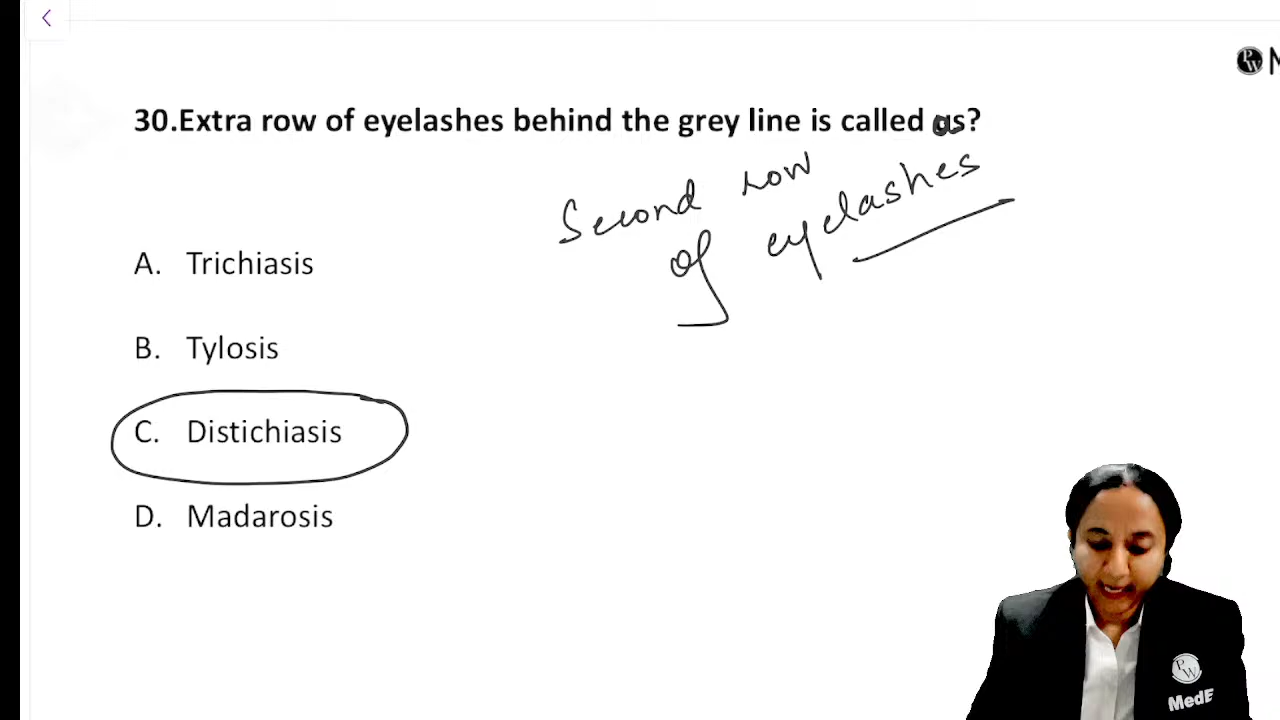 M
30.Extra row of eyelashes behind the grey line is called as?
Second row
of eyelashes
A. Trichiasis
B. Tylosis
C. Distichiasis
D. Madarosis
PW
MedE